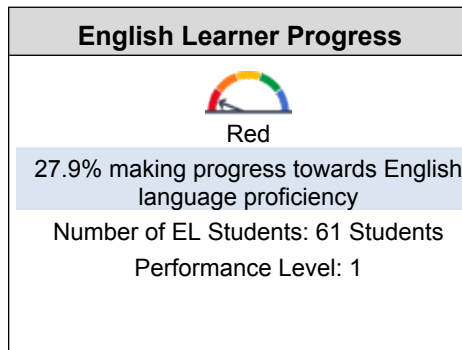 English Learner Progress
Red
27.9% making progress towards English
language proficiency
Number of EL Students: 61 Students
Performance Level: 1